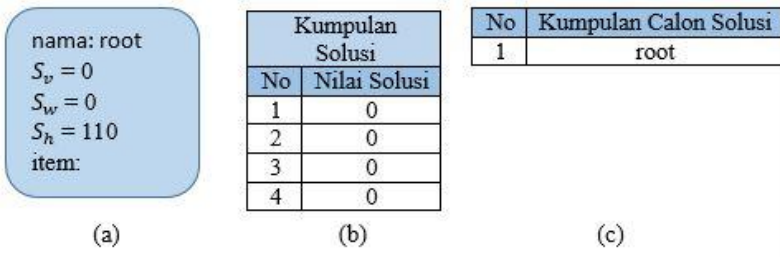 nama: root
S_v = 0
S_w = 0
S_h = 110
item:
(a)
Kumpulan
Solusi
No Nilai Solusi
1 0
2 0
3 0
4 0
(b)
No Kumpulan Calon Solusi
1 root
(c)